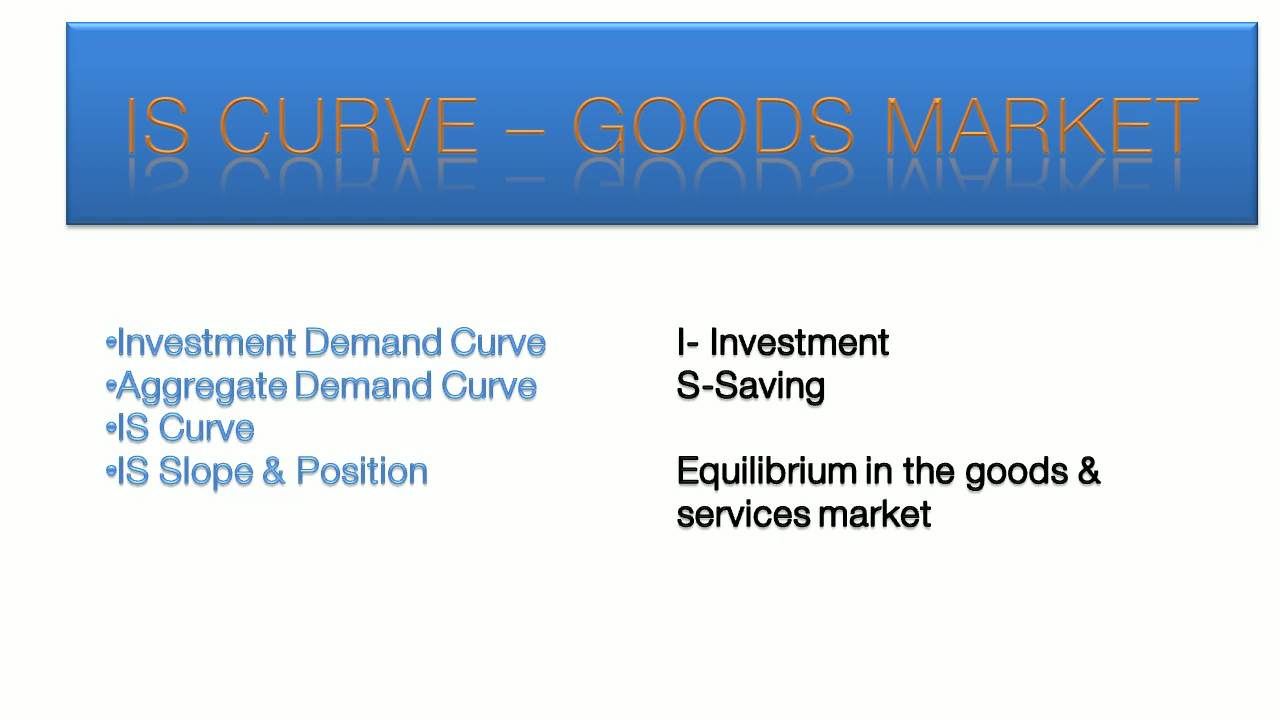 IS CURVE – GOODS MARKET
•Investment Demand Curve
•Aggregate Demand Curve
•IS Curve
•IS Slope & Position
I- Investment
S-Saving
Equilibrium in the goods &
services market